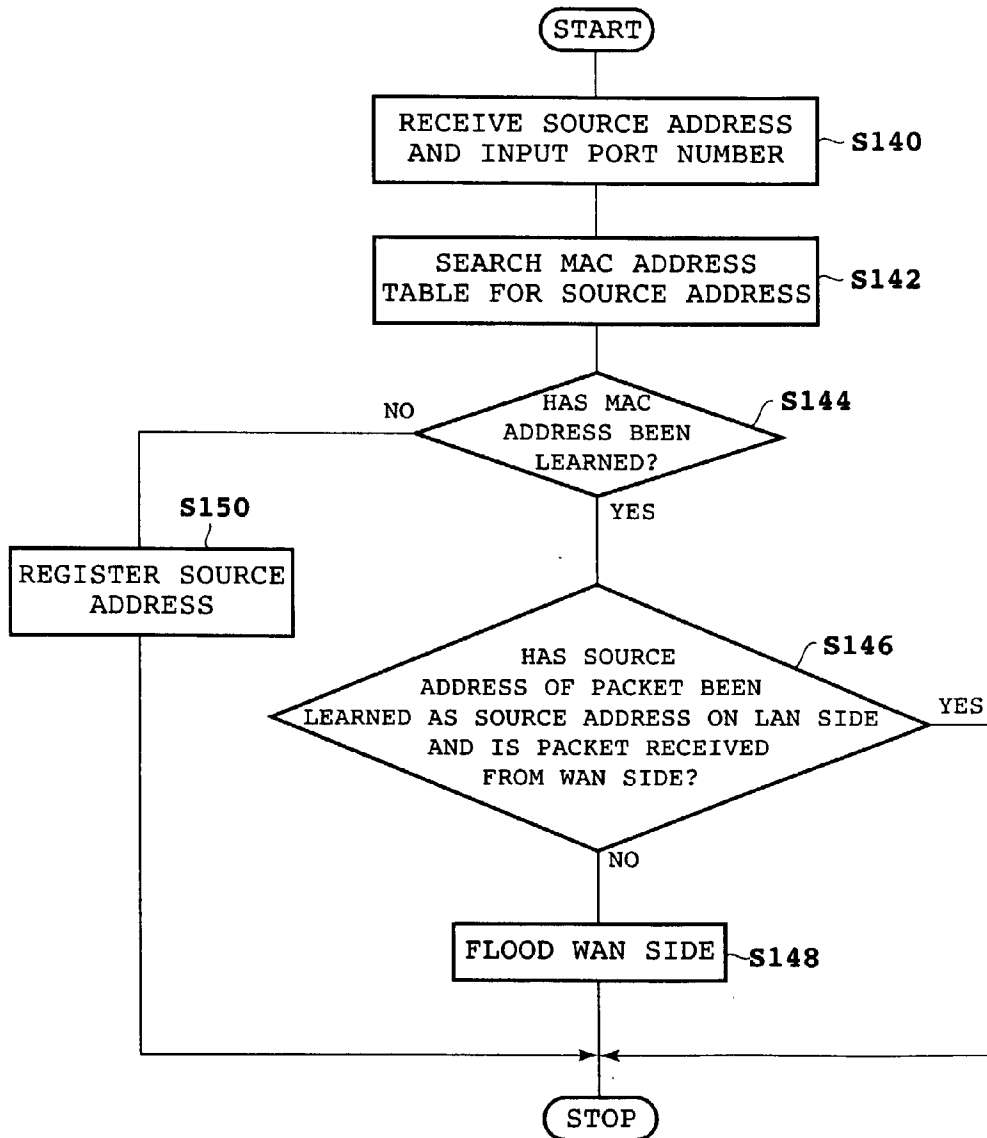 START
RECEIVE SOURCE ADDRESS
AND INPUT PORT NUMBER
S140
SEARCH MAC ADDRESS
TABLE FOR SOURCE ADDRESS
S142
HAS MAC
ADDRESS BEEN
LEARNED?
S144
NO
YES
S150
REGISTER SOURCE
ADDRESS
HAS SOURCE
ADDRESS OF PACKET BEEN
LEARNED AS SOURCE ADDRESS ON LAN SIDE
AND IS PACKET RECEIVED
FROM WAN SIDE?
S146
YES
NO
FLOOD WAN SIDE
S148
STOP